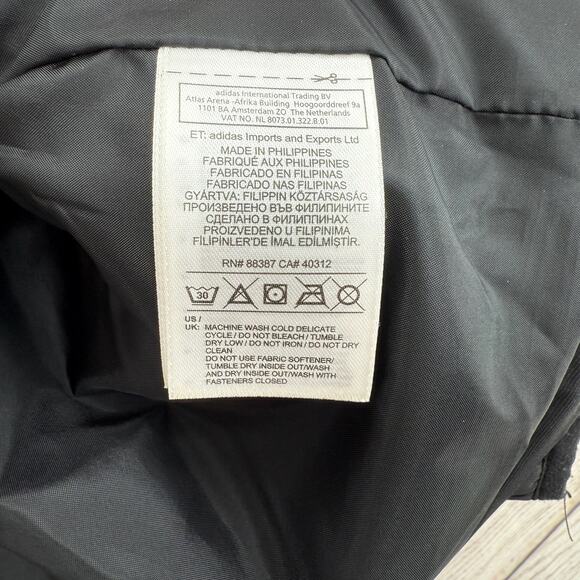 adidas International Trading BV
Atlas Arena -Afrika Building Hoogoorddreef 9a
1101 BA Amsterdam ZO The Netherlands
VAT NO. NL 8073.01.322.B.01
ET: adidas Imports and Exports Ltd
MADE IN PHILIPPINES
FABRIQUÉ AUX PHILIPPINES
FABRICADO EN FILIPINAS
FABRICADO NAS FILIPINAS
GYÁRTVA: FILIPPIN KÖZTÁRSASÁG
ПРОИЗВЕДЕНО ВЪВ ФИЛИПИНИТЕ
СДЕЛАНО В ФИЛИППИНАХ
PROIZVEDENO U FILIPINIMA
FİLİPİNLER'DE İMAL EDİLMİŞTİR.
RN# 88387 CA# 40312
30
US /
UK: MACHINE WASH COLD DELICATE
CYCLE / DO NOT BLEACH / TUMBLE
DRY LOW / DO NOT IRON / DO NOT DRY
CLEAN
DO NOT USE FABRIC SOFTENER/
TUMBLE DRY INSIDE OUT/WASH
AND DRY INSIDE OUT/WASH WITH
FASTENERS CLOSED